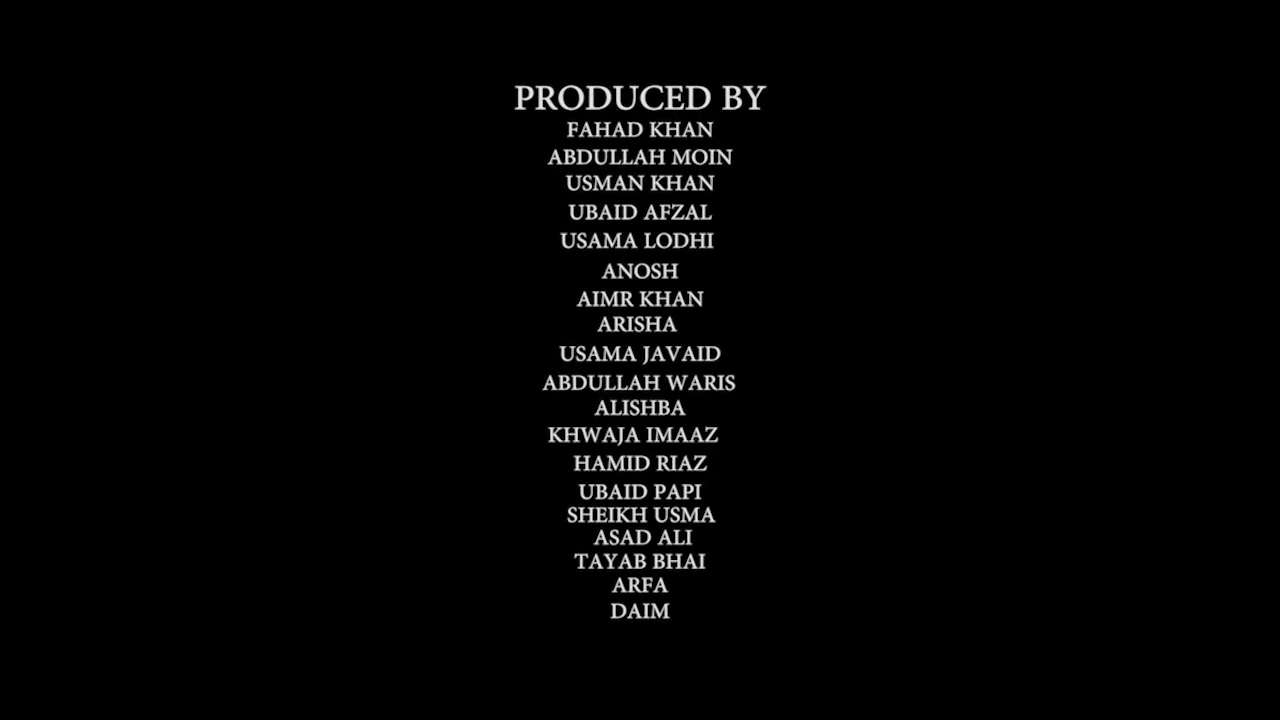 PRODUCED BY
FAHAD KHAN
ABDULLAH MOIN
USMAN KHAN
UBAID AFZAL
USAMA LODHI
ANOSH
AIMR KHAN
ARISHA
USAMA JAVAID
ABDULLAH WARIS
ALISHBA
KHWAJA IMAAZ
HAMID RIAZ
UBAID PAPI
SHEIKH USMA
ASAD ALI
TAYAB BHAI
ARFA
DAIM